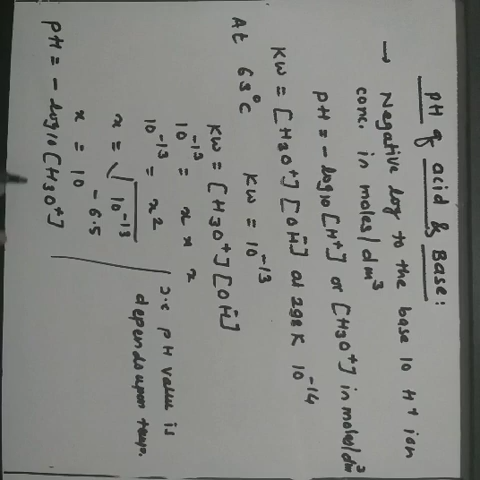 pH of acid & Base:
→ Negative log to the base 10 H+ ion
conc. in moles/dm³
pH = - log10 [H+] or [H3O+] in moles/dm³
Kw = [H3O+] [OH-] at 298K 10^-14
At 63°C Kw = 10^-13
Kw = [H3O+] [OH-]
10^-13 = x x x
10^-13 = x2
x = √10^-13
x = 10^-6.5
pH = - log10 [H3O+]
i.e pH value is
depends upon temp.